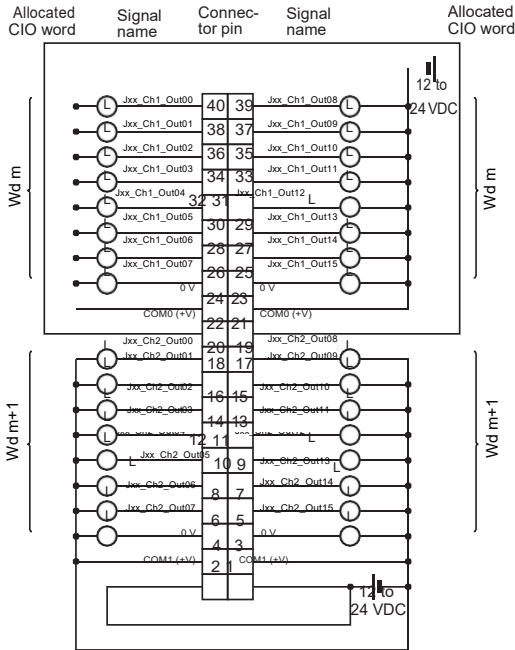 Allocated CIO word
Signal name
Connec-tor pin
Signal name
Allocated CIO word
12 to 24 VDC
Wd m
Wd m
L Jxx_Ch1_Out00 40 39 Jxx_Ch1_Out08 L
L Jxx_Ch1_Out01 38 37 Jxx_Ch1_Out09 L
L Jxx_Ch1_Out02 36 35 Jxx_Ch1_Out10 L
L Jxx_Ch1_Out03 34 33 Jxx_Ch1_Out11 L
L Jxx_Ch1_Out04 32 31 Jxx_Ch1_Out12 L
L Jxx_Ch1_Out05 30 29 Jxx_Ch1_Out13 L
L Jxx_Ch1_Out06 28 27 Jxx_Ch1_Out14 L
L Jxx_Ch1_Out07 26 25 Jxx_Ch1_Out15 L
0 V 24 23 0 V
COM0 (+V) 22 21 COM0 (+V)
L Jxx_Ch2_Out00 20 19 Jxx_Ch2_Out08 L
L Jxx_Ch2_Out01 18 17 Jxx_Ch2_Out09 L
L Jxx_Ch2_Out02 16 15 Jxx_Ch2_Out10 L
L Jxx_Ch2_Out03 14 13 Jxx_Ch2_Out11 L
L 12 11 L
L Jxx_Ch2_Out05 10 9 Jxx_Ch2_Out13 L
L Jxx_Ch2_Out06 8 7 Jxx_Ch2_Out14 L
L Jxx_Ch2_Out07 6 5 Jxx_Ch2_Out15 L
0 V 4 3 0 V
COM1 (+V) 2 1 COM1 (+V)
Wd m+1
Wd m+1
12 to 24 VDC